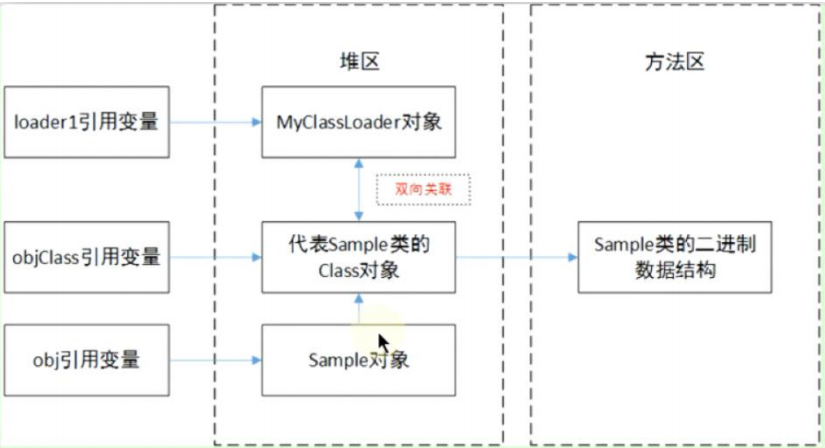 堆区
方法区
loader1引用变量
MyClassLoader对象
双向关联
objClass引用变量
代表Sample类的
Class对象
Sample类的二进制
数据结构
obj引用变量
Sample对象